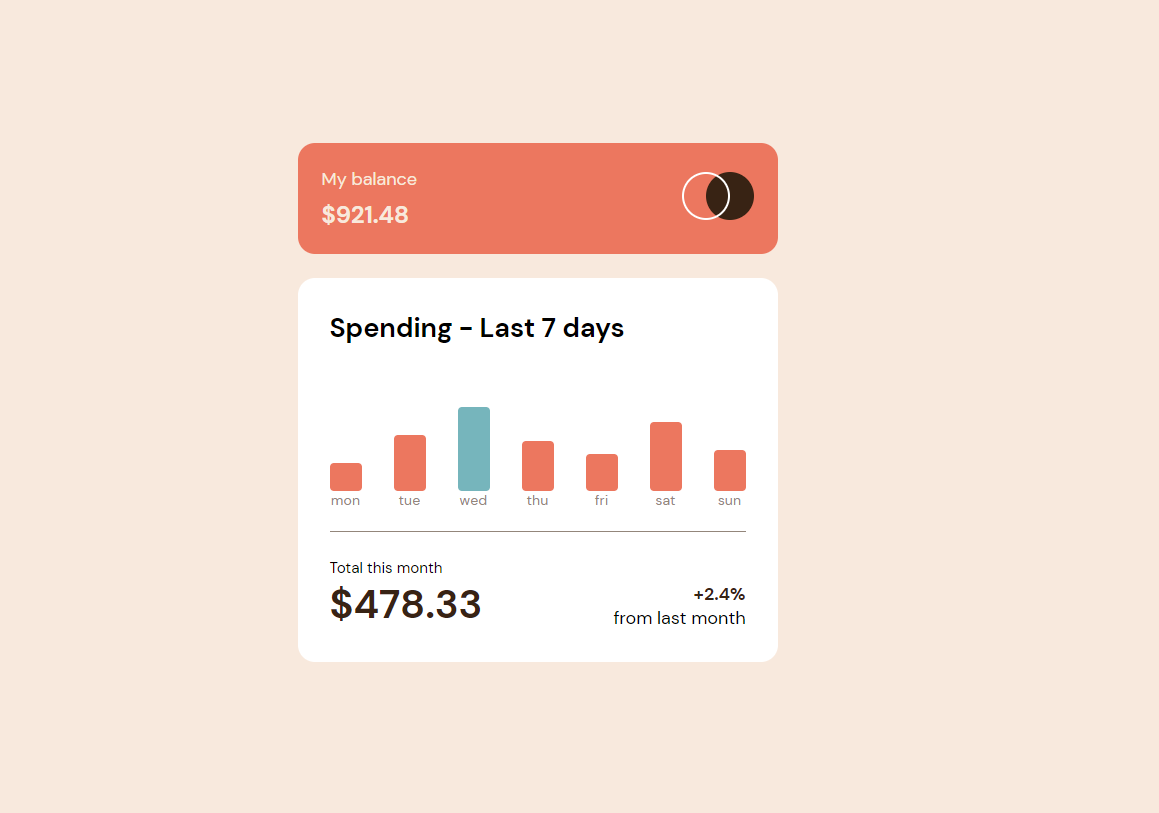 My balance
$921.48
Spending - Last 7 days
mon tue wed thu fri sat sun
Total this month
$478.33
+2.4%
from last month